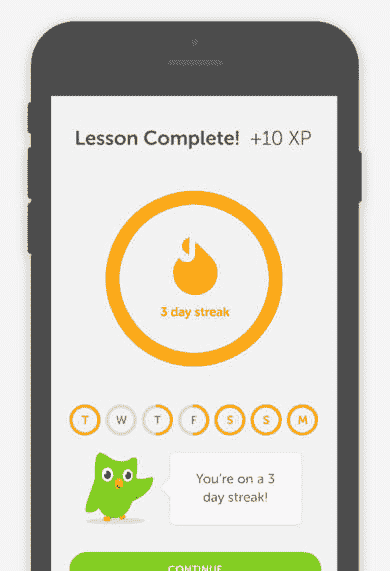 Lesson Complete! +10 XP
3 day streak
T W T F S S M
You're on a 3
day streak!
CONTINUE